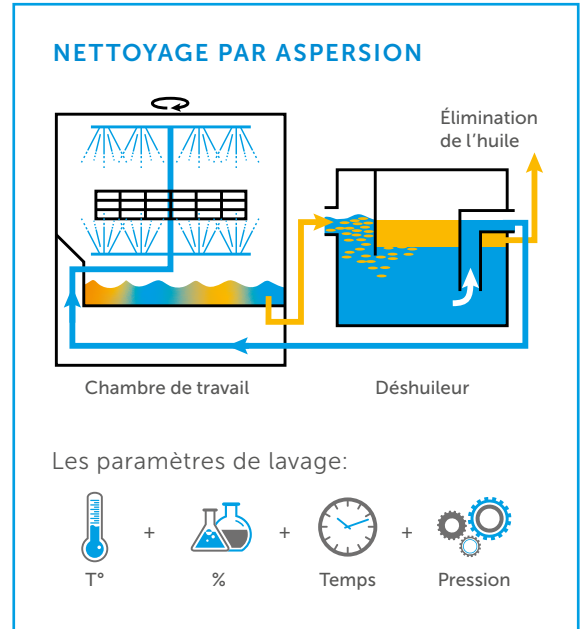 NETTOYAGE PAR ASPERSION
Élimination
de l’huile
Chambre de travail
Déshuileur
Les paramètres de lavage:
+
+
+
T°
%
Temps
Pression